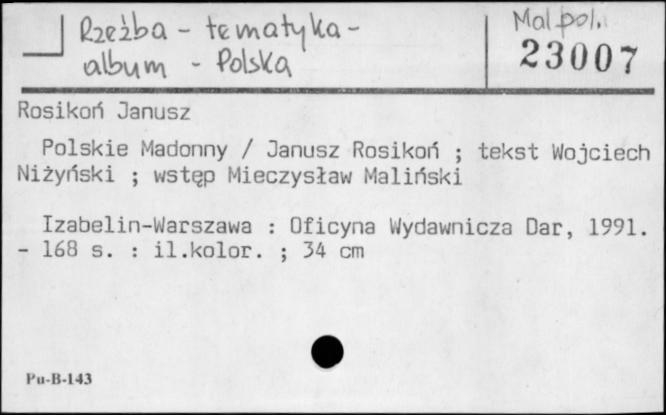 Rzeźba - tematyka -
album - Polska
Mal.pol.
23007
Rosikoń Janusz
Polskie Madonny / Janusz Rosikoń ; tekst Wojciech
Niżyński ; wstęp Mieczysław Maliński
Izabelin-Warszawa : Oficyna Wydawnicza Dar, 1991.
- 168 s. : il.kolor. ; 34 cm
Pu-B-143